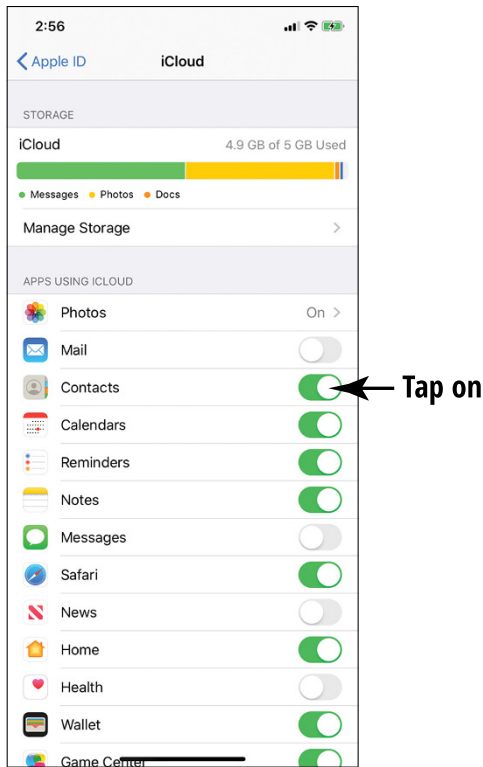 2:56
Apple ID iCloud
STORAGE
iCloud 4.9 GB of 5 GB Used
Messages Photos Docs
Manage Storage
APPS USING ICLOUD
Photos On
Mail
Contacts Tap on
Calendars
Reminders
Notes
Messages
Safari
News
Home
Health
Wallet
Game Center